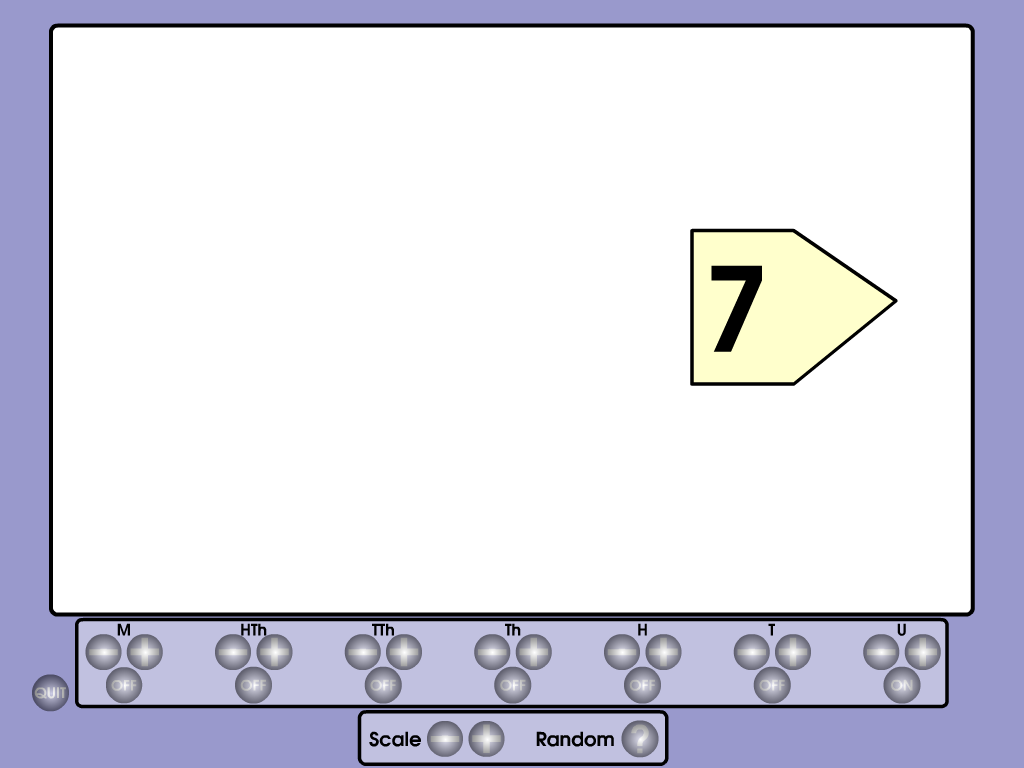 7
M HTh TTh Th H T U
OFF OFF OFF OFF OFF OFF ON
QUIT
Scale Random ?